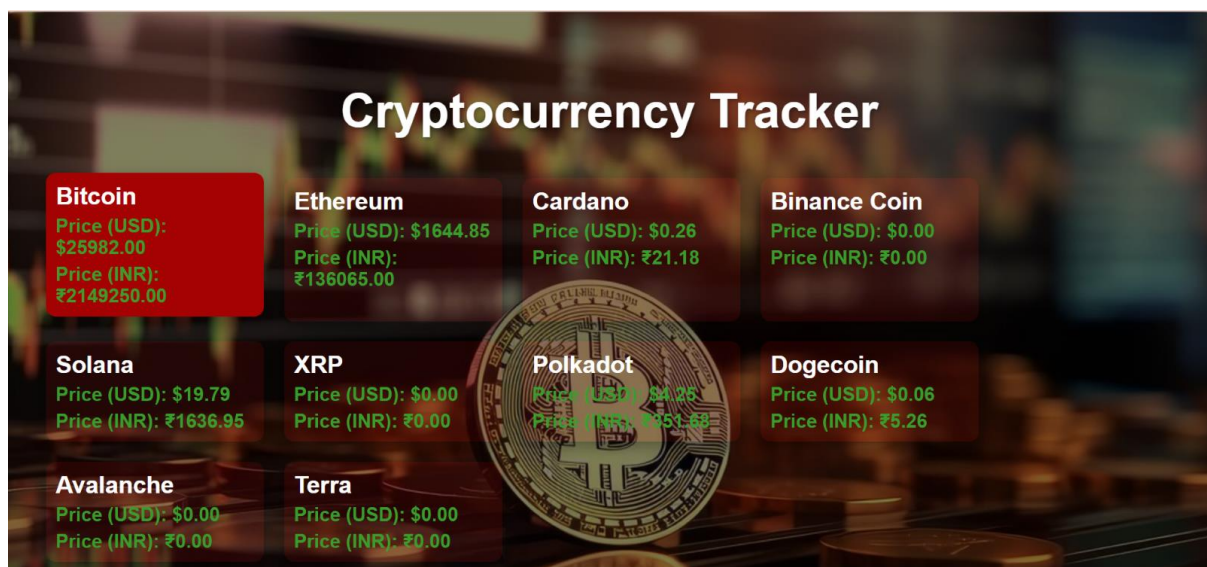 Cryptocurrency Tracker
Bitcoin
Price (USD):
$25982.00
Price (INR):
₹2149250.00
Ethereum
Price (USD): $1644.85
Price (INR):
₹136065.00
Cardano
Price (USD): $0.26
Price (INR): ₹21.18
Binance Coin
Price (USD): $0.00
Price (INR): ₹0.00
Solana
Price (USD): $19.79
Price (INR): ₹1636.95
XRP
Price (USD): $0.00
Price (INR): ₹0.00
Polkadot
Price (USD): $4.25
Price (INR): ₹351.68
Dogecoin
Price (USD): $0.06
Price (INR): ₹5.26
Avalanche
Price (USD): $0.00
Price (INR): ₹0.00
Terra
Price (USD): $0.00
Price (INR): ₹0.00